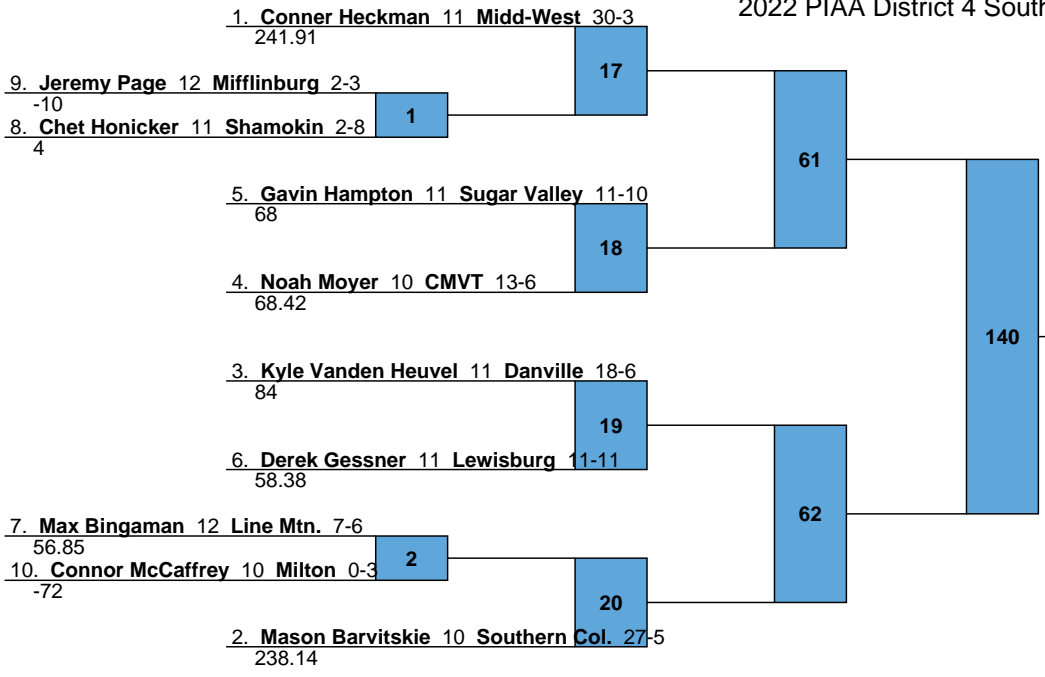 2022 PIAA District 4 South
1. Conner Heckman 11 Midd-West 30-3
241.91
17
9. Jeremy Page 12 Mifflinburg 2-3
-10
1
8. Chet Honicker 11 Shamokin 2-8
4
61
5. Gavin Hampton 11 Sugar Valley 11-10
68
18
4. Noah Moyer 10 CMVT 13-6
68.42
140
3. Kyle Vanden Heuvel 11 Danville 18-6
84
19
6. Derek Gessner 11 Lewisburg 11-11
58.38
62
7. Max Bingaman 12 Line Mtn. 7-6
56.85
2
10. Connor McCaffrey 10 Milton 0-3
-72
20
2. Mason Barvitskie 10 Southern Col. 27-5
238.14